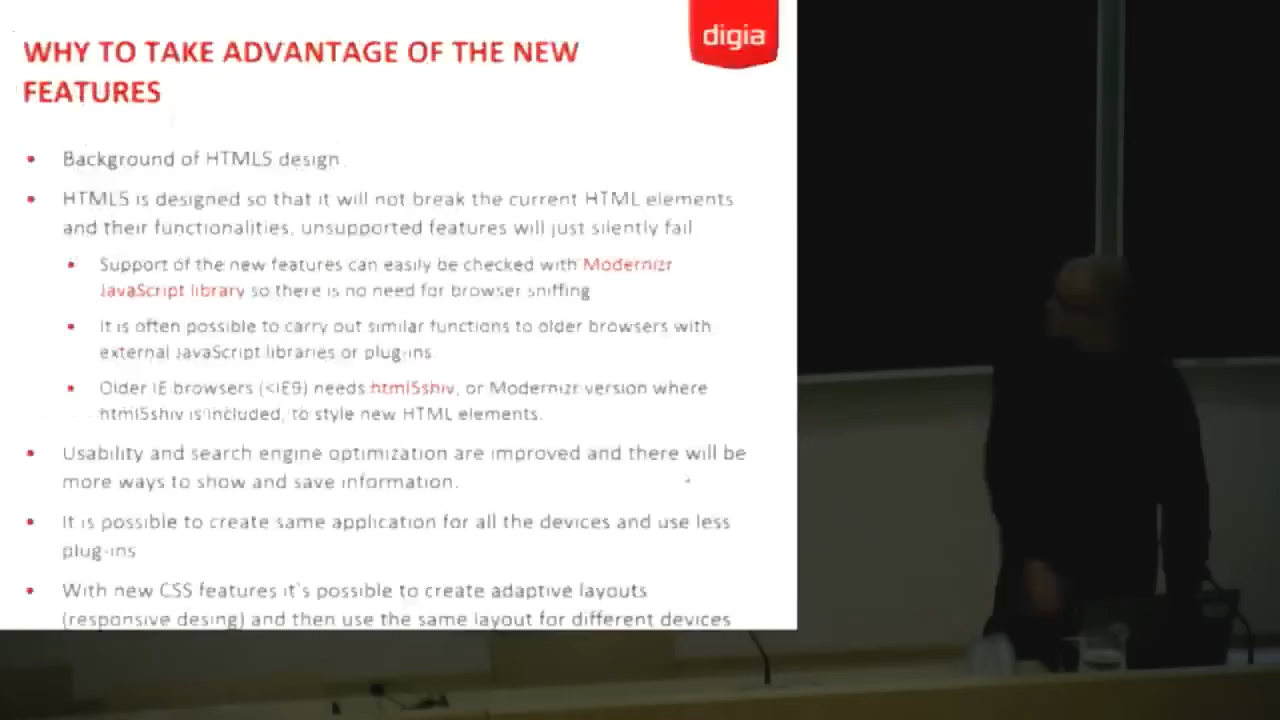 digia
WHY TO TAKE ADVANTAGE OF THE NEW
FEATURES
• Background of HTML5 design
• HTML5 is designed so that it will not break the current HTML elements
and their functionalities, unsupported features will just silently fail
• Support of the new features can easily be checked with Modernizr
JavaScript library so there is no need for browser sniffing
• It is often possible to carry out similar functions to older browsers with
external JavaScript libraries or plug-ins
• Older IE browsers (<IE9) needs html5shiv, or Modernizr version where
html5shiv is included, to style new HTML elements.
• Usability and search engine optimization are improved and there will be
more ways to show and save information.
• It is possible to create same application for all the devices and use less
plug-ins
• With new CSS features it's possible to create adaptive layouts
(responsive desing) and then use the same layout for different devices